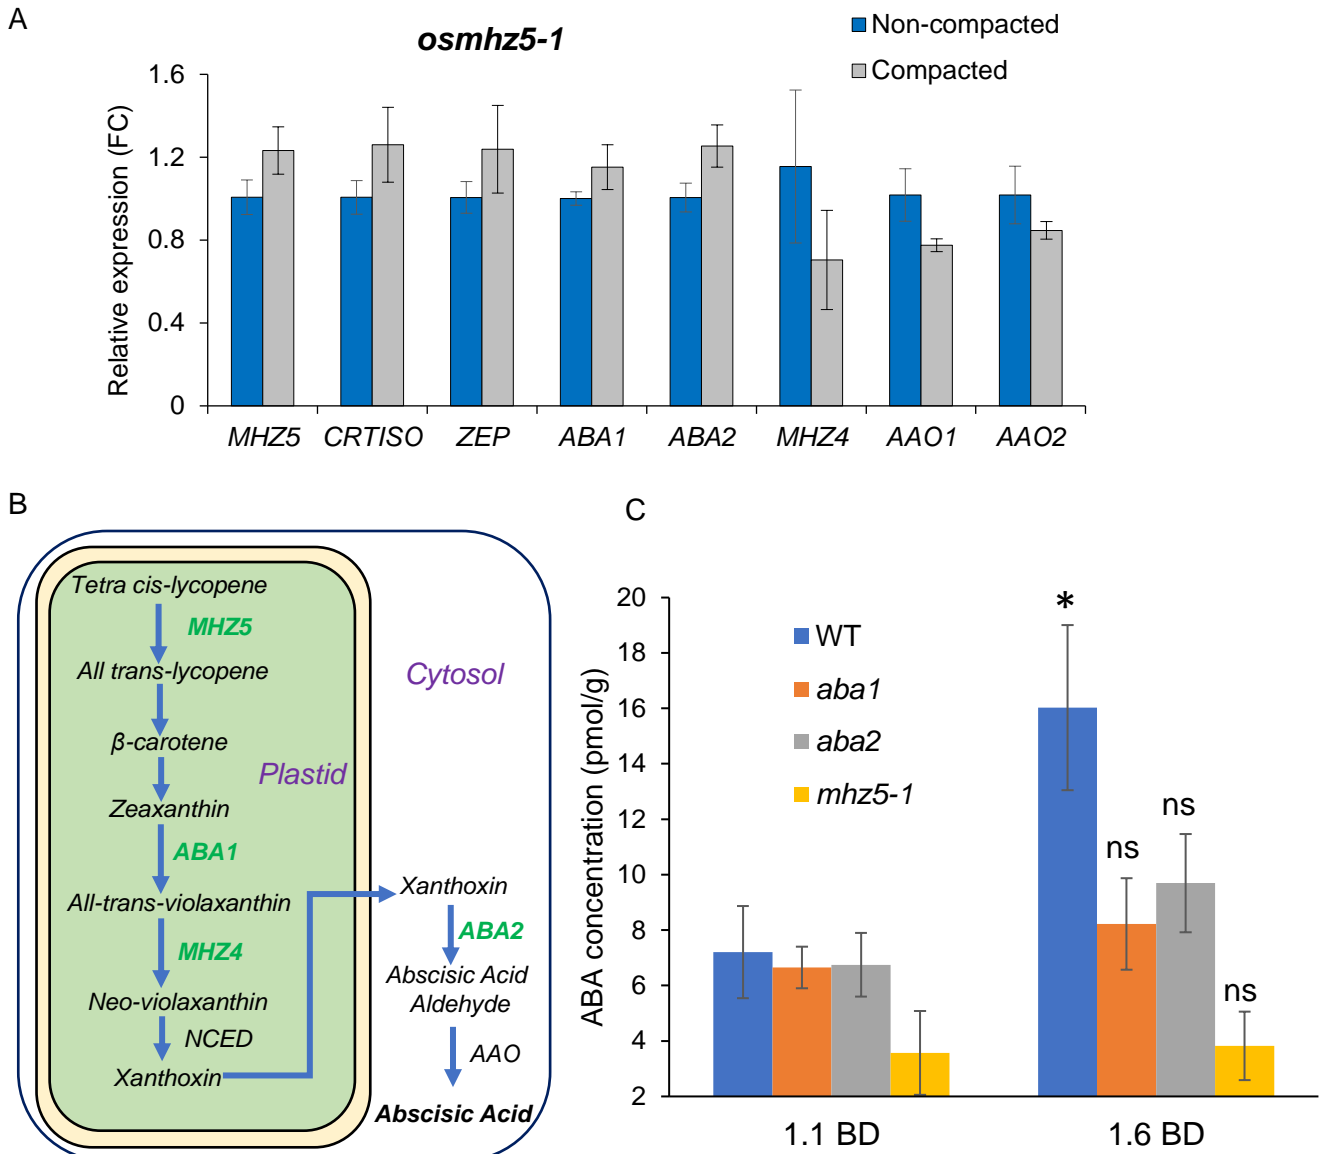 A
osmhz5-1
Non-compacted
Compacted
Relative expression (FC)
1.6
1.2
0.8
0.4
0
MHZ5 CRTISO ZEP ABA1 ABA2 MHZ4 AAO1 AAO2
B
Tetra cis-lycopene
MHZ5
All trans-lycopene
β-carotene
Plastid
Zeaxanthin
ABA1
All-trans-violaxanthin
MHZ4
Neo-violaxanthin
NCED
Xanthoxin
Cytosol
Xanthoxin
ABA2
Abscisic Acid
Aldehyde
AAO
Abscisic Acid
C
ABA concentration (pmol/g)
20
18
16
14
12
10
8
6
4
2
WT
aba1
aba2
mhz5-1
*
ns
ns
ns
1.1 BD 1.6 BD